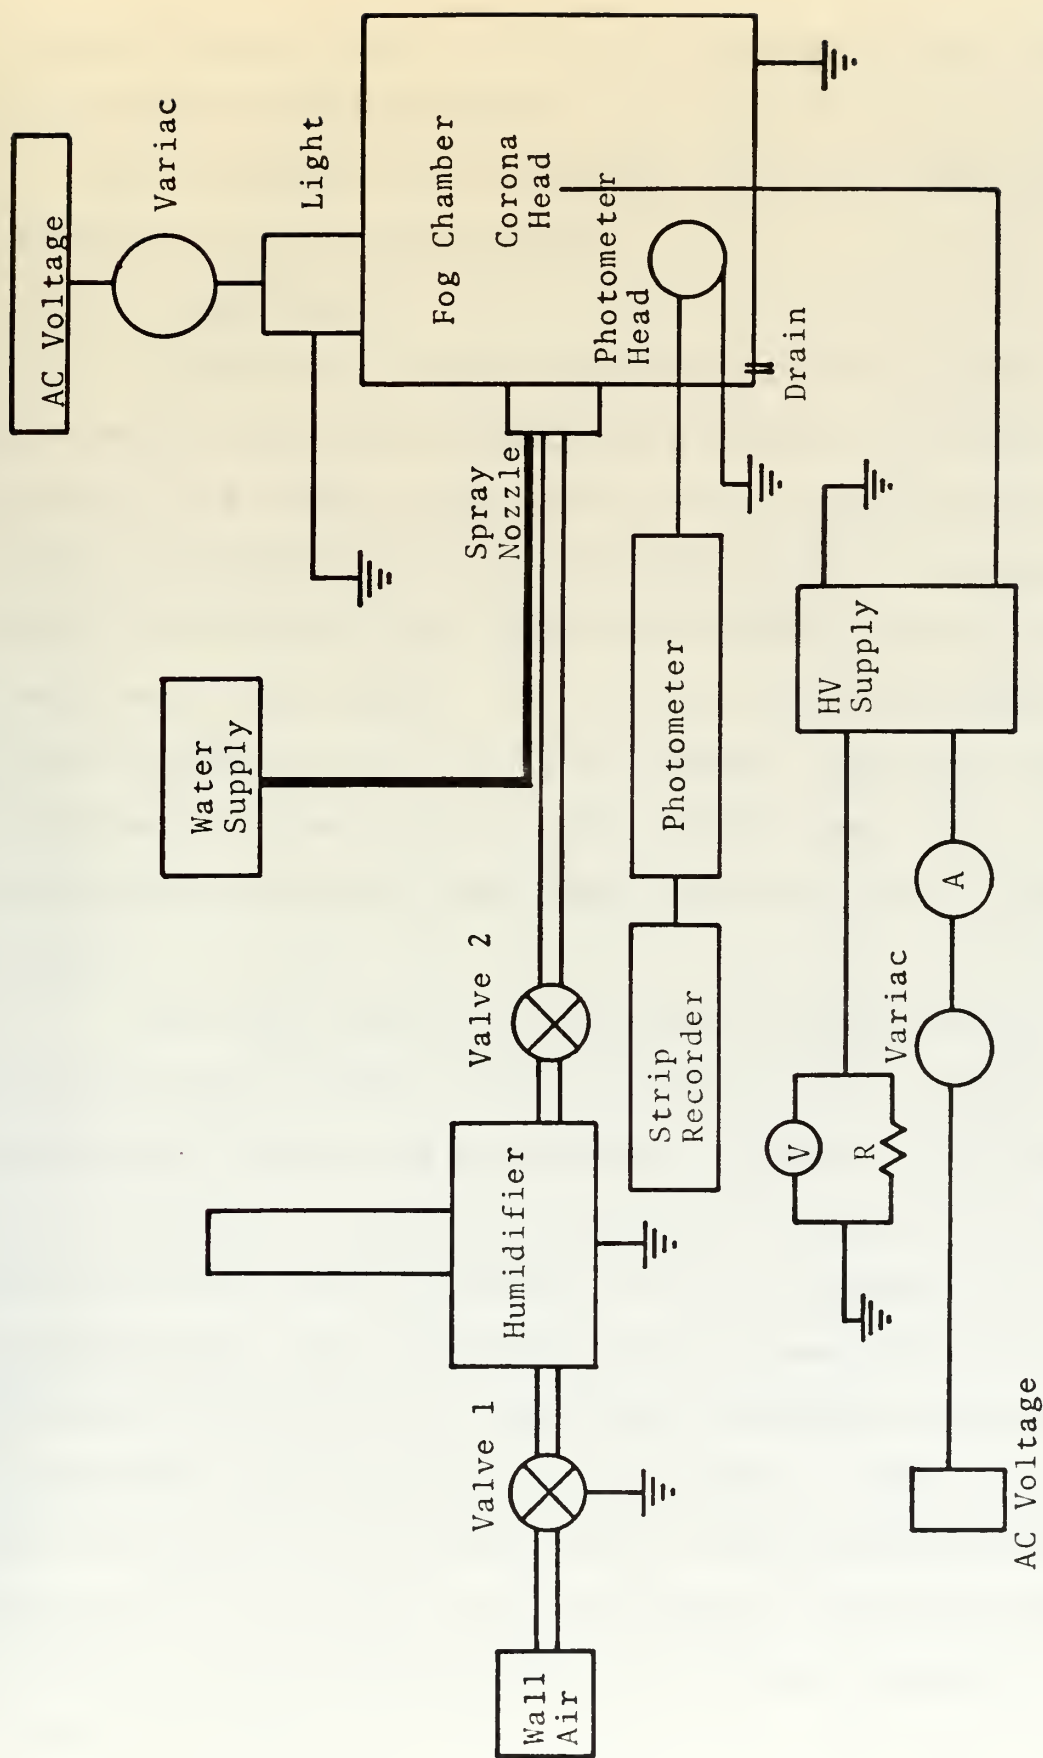 AC Voltage
Variac
Light
Fog Chamber
Corona
Head
Photometer
Head
Drain
Spray
Nozzle
Water
Supply
Valve 2
Humidifier
Valve 1
Wall
Air
Photometer
Strip
Recorder
HV
Supply
A
Variac
V
R
AC Voltage